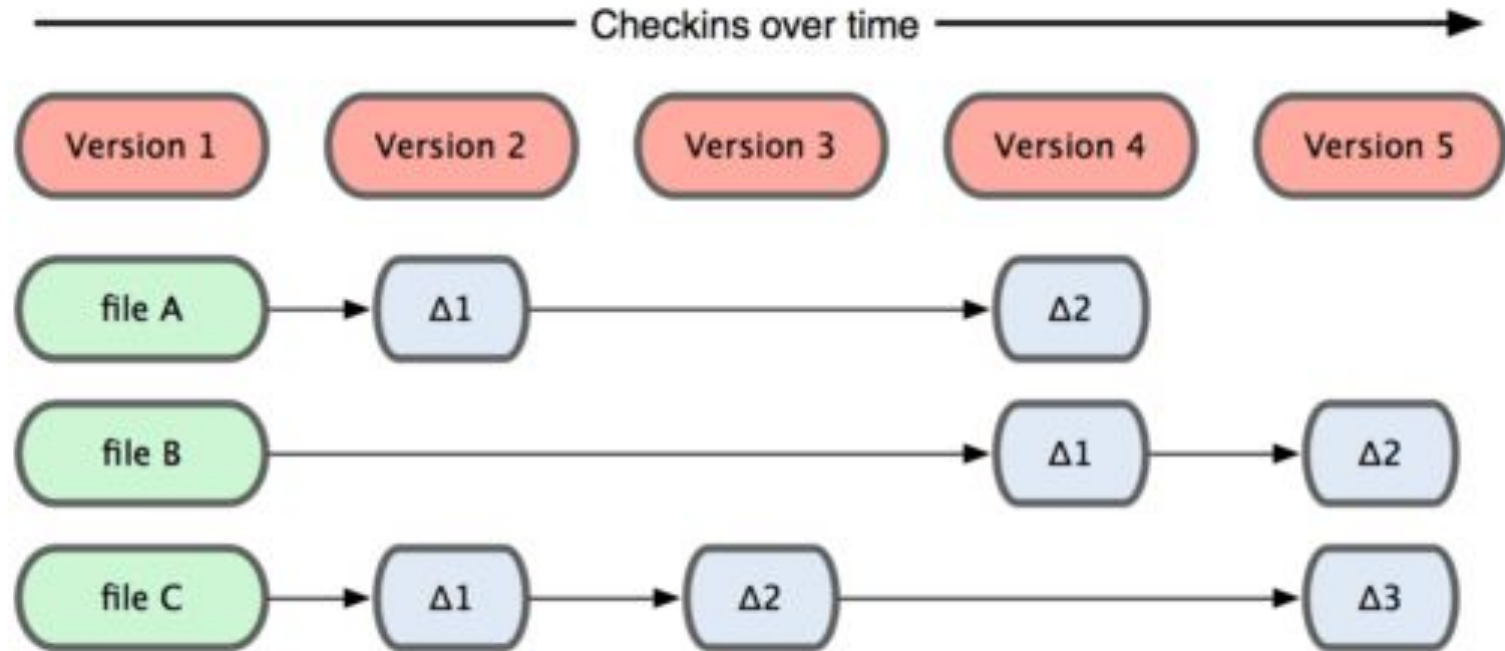 Checkins over time
Version 1 Version 2 Version 3 Version 4 Version 5
file A Δ1 Δ2
file B Δ1 Δ2
file C Δ1 Δ2 Δ3